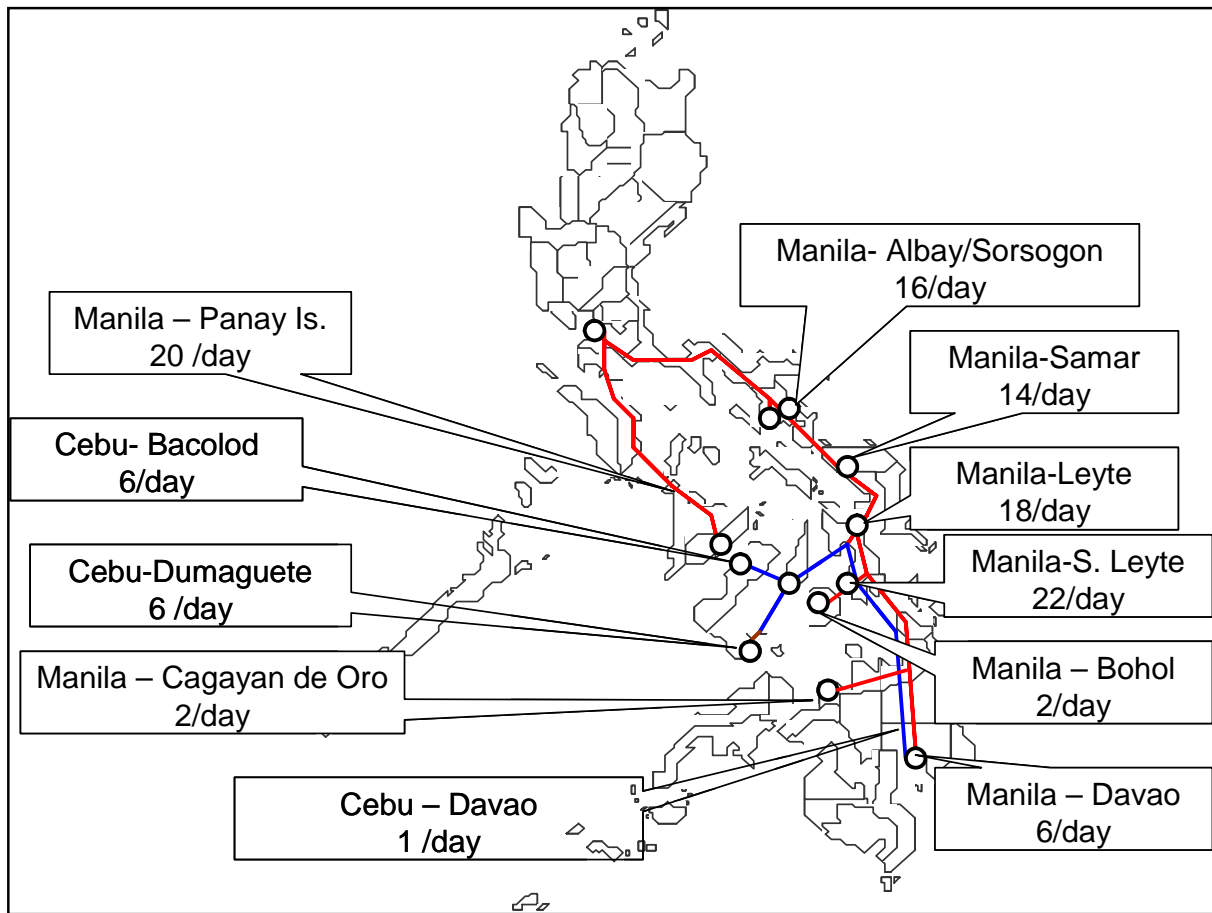 Manila- Albay/Sorsogon
16/day
Manila – Panay Is.
20 /day
Manila-Samar
14/day
Cebu- Bacolod
6/day
Manila-Leyte
18/day
Cebu-Dumaguete
6 /day
Manila-S. Leyte
22/day
Manila – Cagayan de Oro
2/day
Manila – Bohol
2/day
Cebu – Davao
1 /day
Manila – Davao
6/day